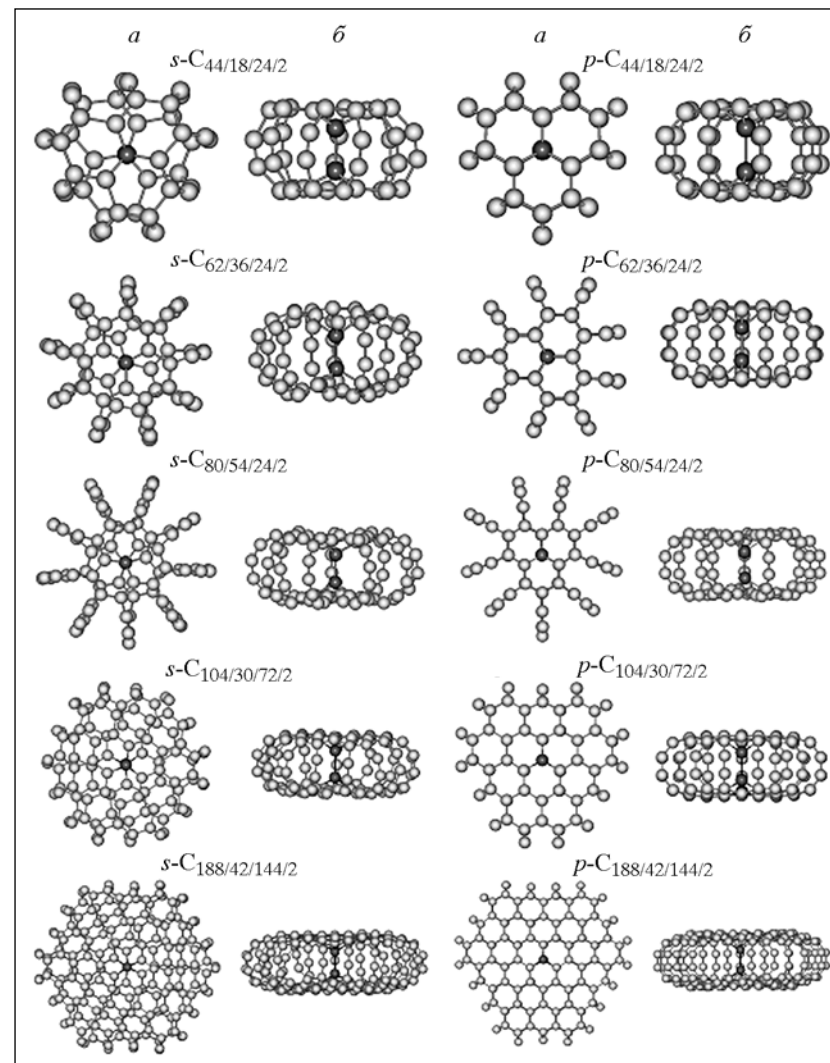 а б а б
s-C44/18/24/2 p-C44/18/24/2
s-C62/36/24/2 p-C62/36/24/2
s-C80/54/24/2 p-C80/54/24/2
s-C104/30/72/2 p-C104/30/72/2
s-C188/42/144/2 p-C188/42/144/2